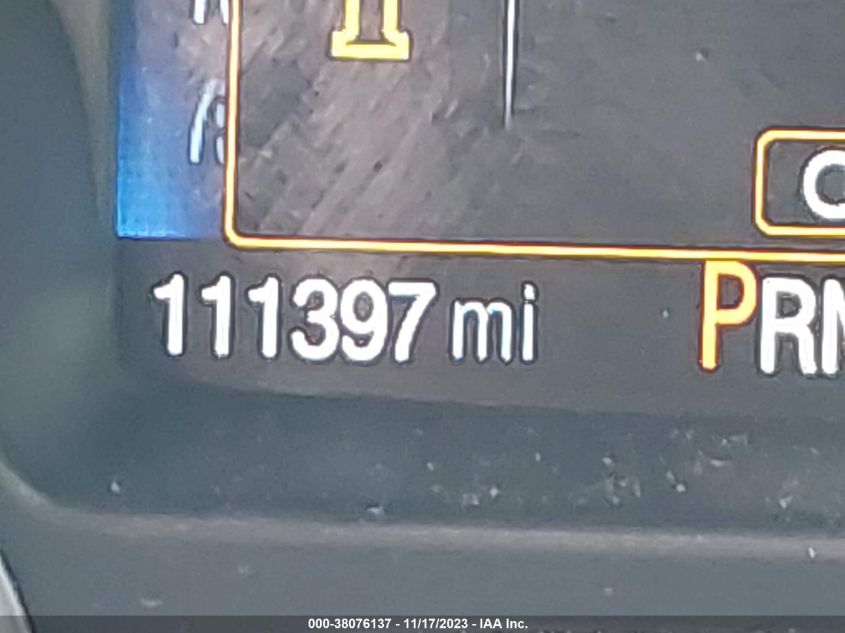 111397 mi PRN
000-38076137 - 11/17/2023 - IAA Inc.